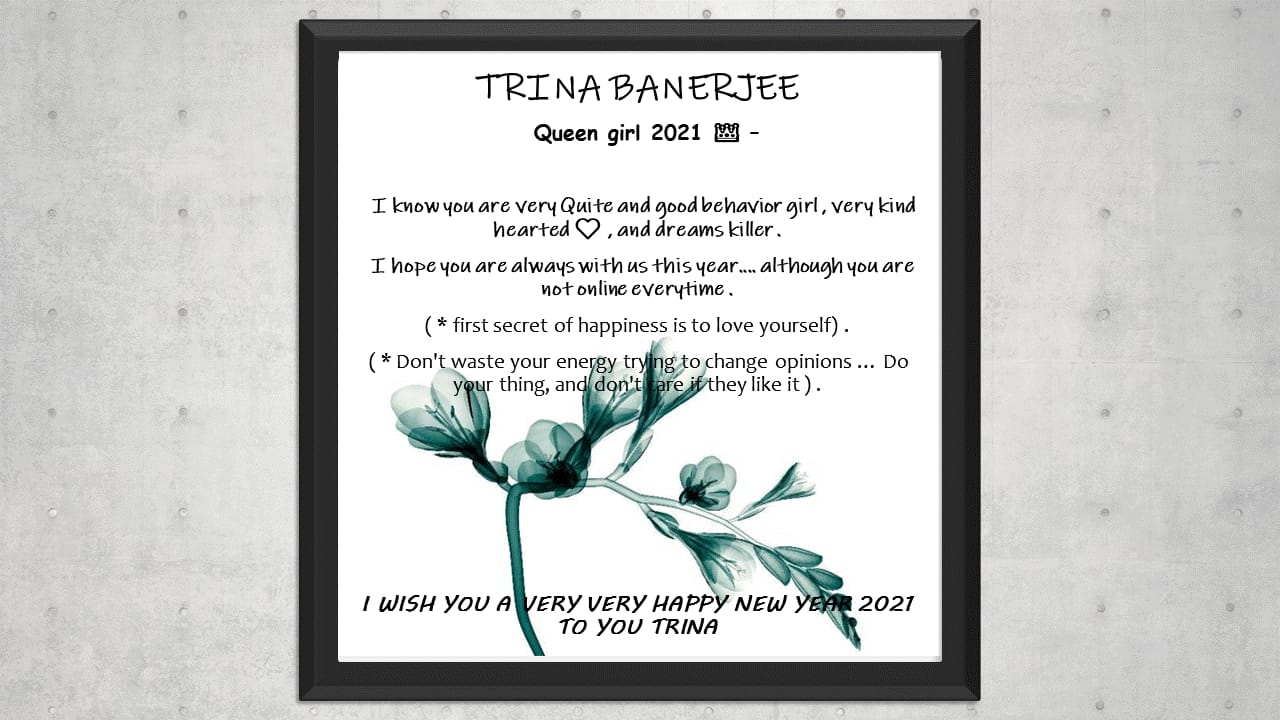 TRINA BANERJEE
Queen girl 2021 👑 -
I know you are very Quite and good behavior girl , very kind
hearted ♡ , and dreams killer .
I hope you are always with us this year.... although you are
not online everytime .
( * first secret of happiness is to love yourself) .
( * Don't waste your energy trying to change opinions ... Do
your thing, and don't care if they like it ) .
I WISH YOU A VERY VERY HAPPY NEW YEAR 2021
TO YOU TRINA